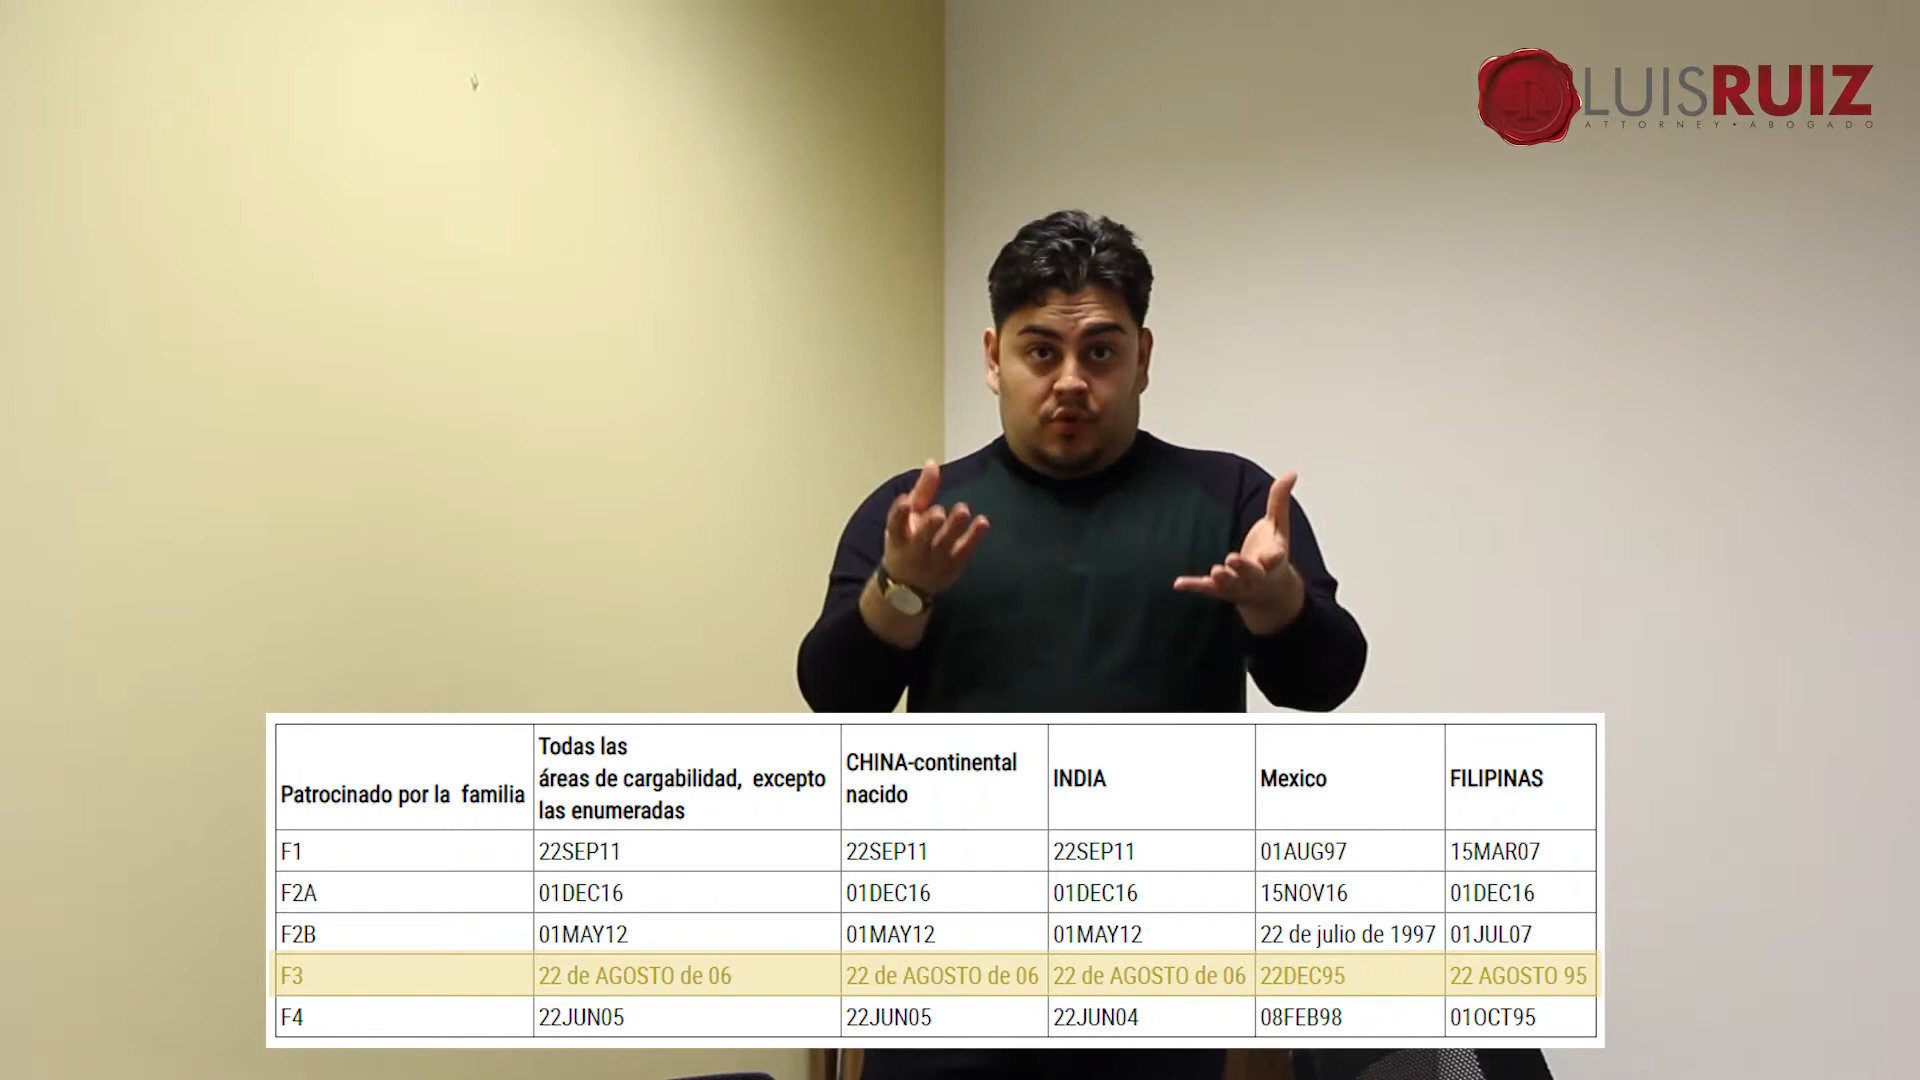 LUISRUIZ
ATTORNEY • ABOGADO
Patrocinado por la familia
Todas las
áreas de cargabilidad, excepto
las enumeradas
CHINA-continental
nacido
INDIA
Mexico
FILIPINAS
F1 22SEP11 22SEP11 22SEP11 01AUG97 15MAR07
F2A 01DEC16 01DEC16 01DEC16 15NOV16 01DEC16
F2B 01MAY12 01MAY12 01MAY12 22 de julio de 1997 01JUL07
F3 22 de AGOSTO de 06 22 de AGOSTO de 06 22 de AGOSTO de 06 22DEC95 22 AGOSTO 95
F4 22JUN05 22JUN05 22JUN04 08FEB98 01OCT95